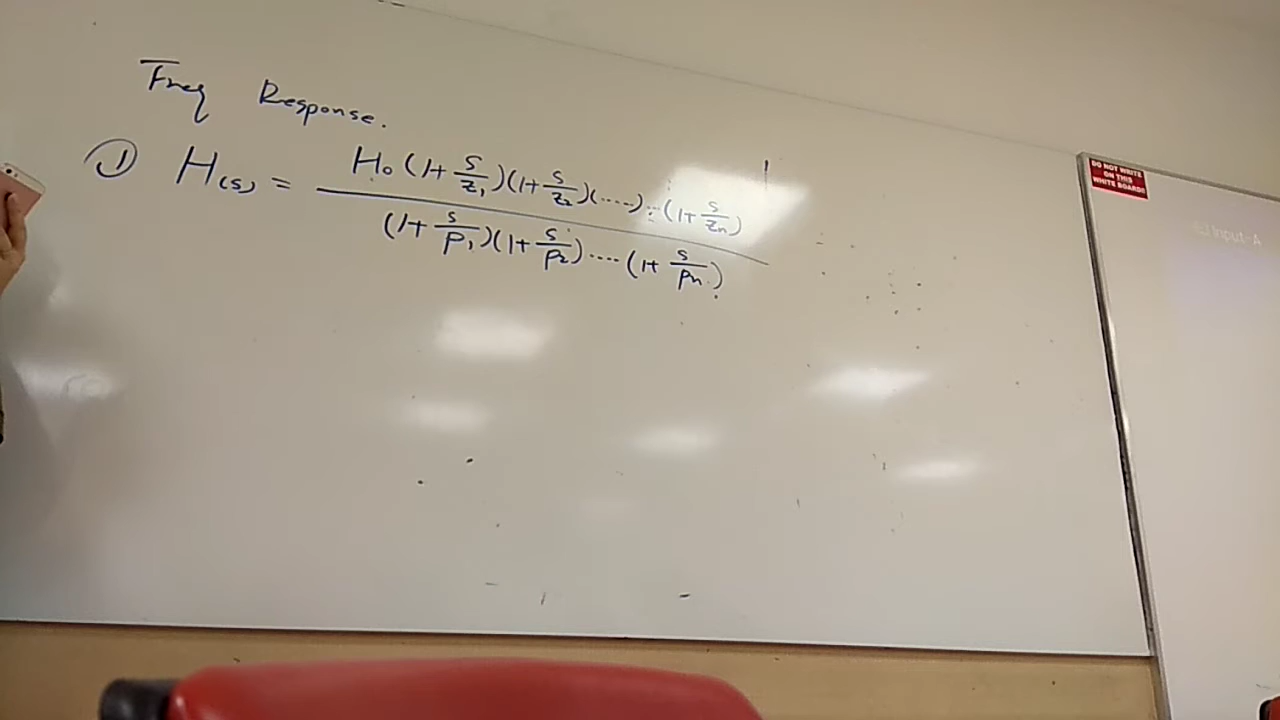 Freq Response.
① H(s) = H₀(1+s/z₁)(1+s/z₂)(.....)...(1+s/zₙ) / (1+s/p₁)(1+s/p₂)....(1+s/pₙ)
DO NOT WRITE
ON THIS
WHITE BOARD!
Input-A